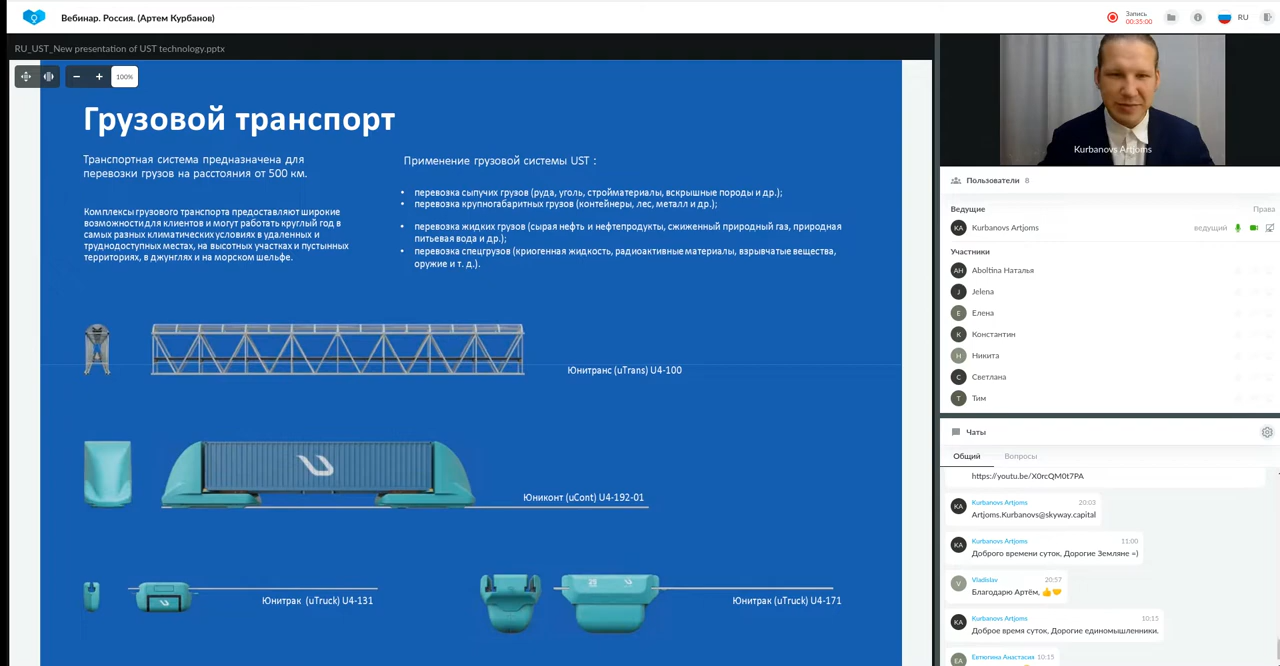 Вебинар. Россия. (Артем Курбанов)
Запись
00:35:00
RU
RU_UST_New presentation of UST technology.pptx
100%
Грузовой транспорт
Транспортная система предназначена для
перевозки грузов на расстояния от 500 км.
Комплексы грузового транспорта предоставляют широкие
возможности для клиентов и могут работать круглый год в
самых разных климатических условиях в удаленных и
труднодоступных местах, на высотных участках и пустынных
территориях, в джунглях и на морском шельфе.
Применение грузовой системы UST :
• перевозка сыпучих грузов (руда, уголь, стройматериалы, вскрышные породы и др.);
• перевозка крупногабаритных грузов (контейнеры, лес, металл и др.);
• перевозка жидких грузов (сырая нефть и нефтепродукты, сжиженный природный газ, природная
питьевая вода и др.);
• перевозка спецгрузов (криогенная жидкость, радиоактивные материалы, взрывчатые вещества,
оружие и т. д.).
Юнитранс (uTrans) U4-100
Юниконт (uCont) U4-192-01
Юнитрак (uTruck) U4-131
Юнитрак (uTruck) U4-171
Kurbanovs Artjoms
Пользователи 8
Ведущие
Права
KA
Kurbanovs Artjoms
ведущий
Участники
AH
Aboltina Наталья
J
Jelena
Е
Елена
К
Константин
Н
Никита
С
Светлана
Т
Тим
Чаты
Общий
Вопросы
https://youtu.be/X0rcQM0t7PA
KA
Kurbanovs Artjoms 20:03
Artjoms.Kurbanovs@skyway.capital
KA
Kurbanovs Artjoms 11:00
Доброго времени суток, Дорогие Земляне =)
V
Vladislav 20:57
Благодарю Артём, 👍💛
KA
Kurbanovs Artjoms 10:15
Доброе время суток, Дорогие единомышленники.
ЕА
Евтюгина Анастасия 10:15